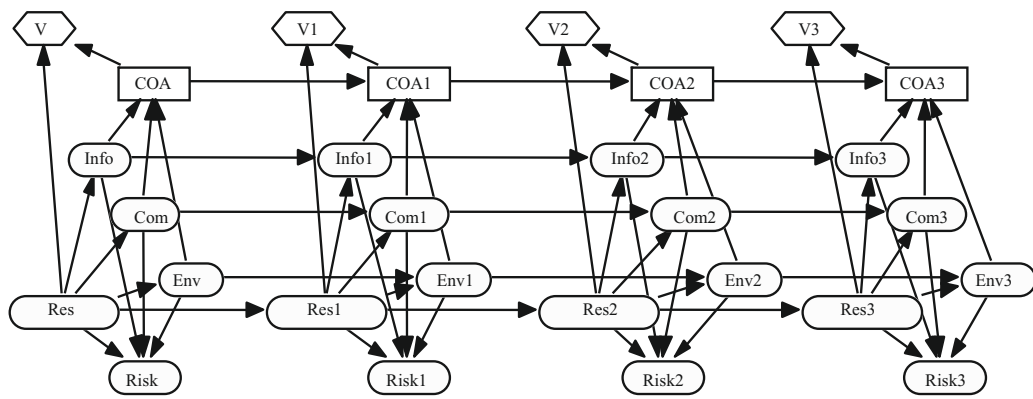 V V1 V2 V3
COA COA1 COA2 COA3
Info Info1 Info2 Info3
Com Com1 Com2 Com3
Env Env1 Env2 Env3
Res Res1 Res2 Res3
Risk Risk1 Risk2 Risk3